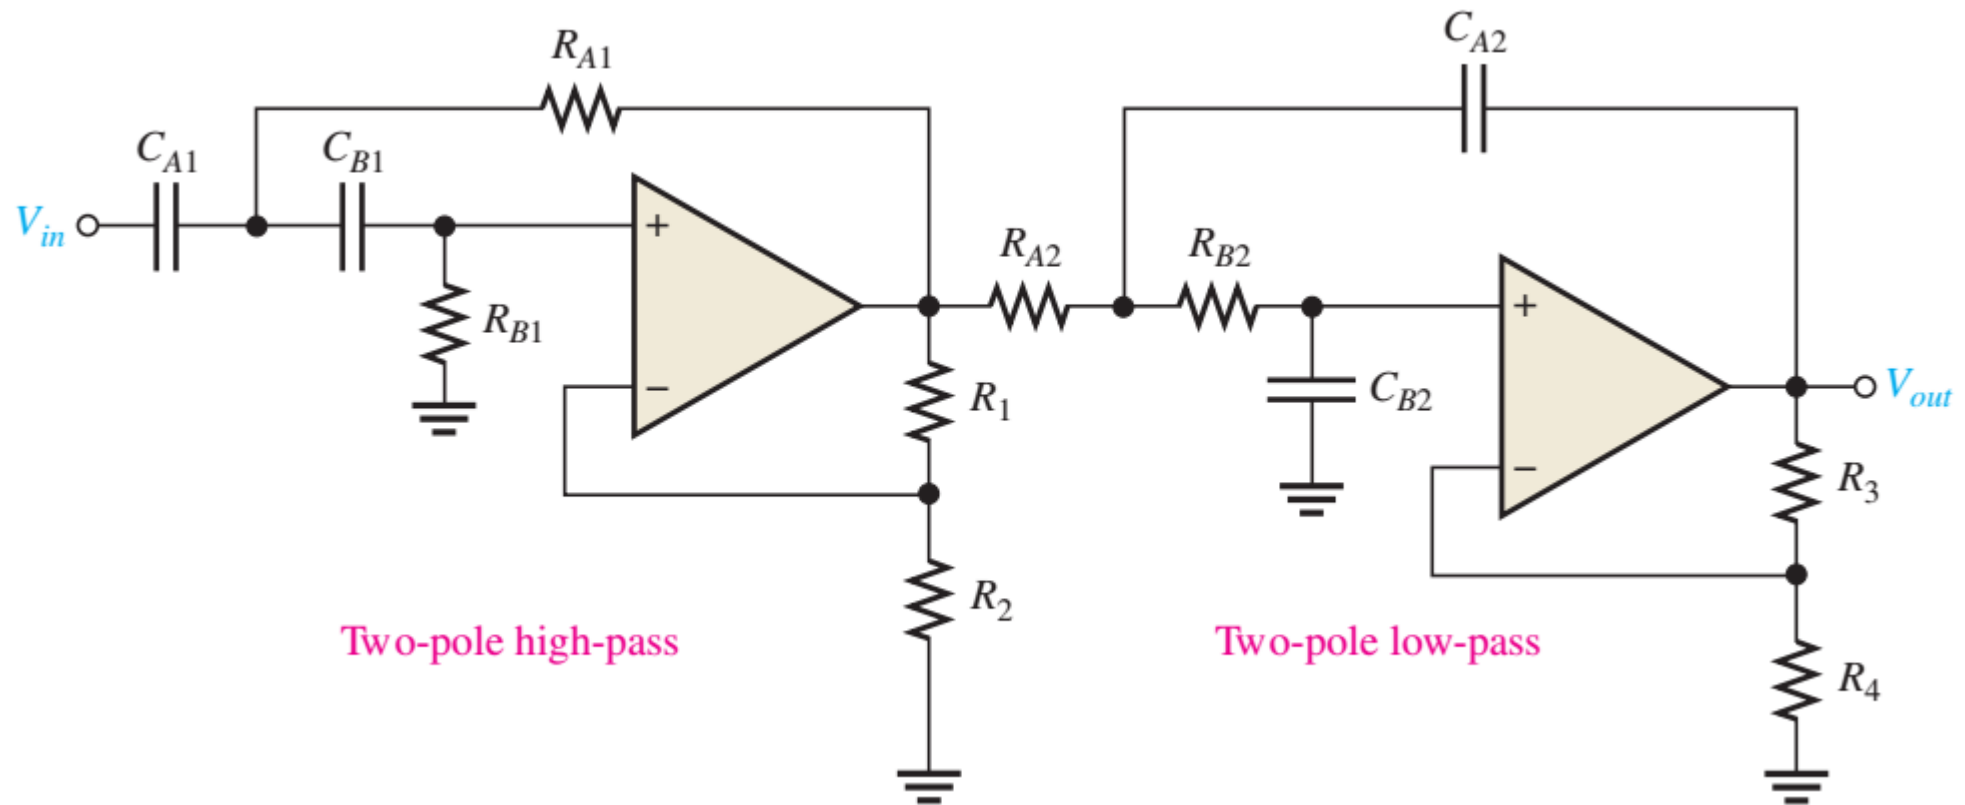 C_A2
R_A1
C_A1
C_B1
V_in
+
R_A2
R_B2
+
R_B1
−
R_1
C_B2
V_out
−
R_3
R_2
Two-pole high-pass
Two-pole low-pass
R_4